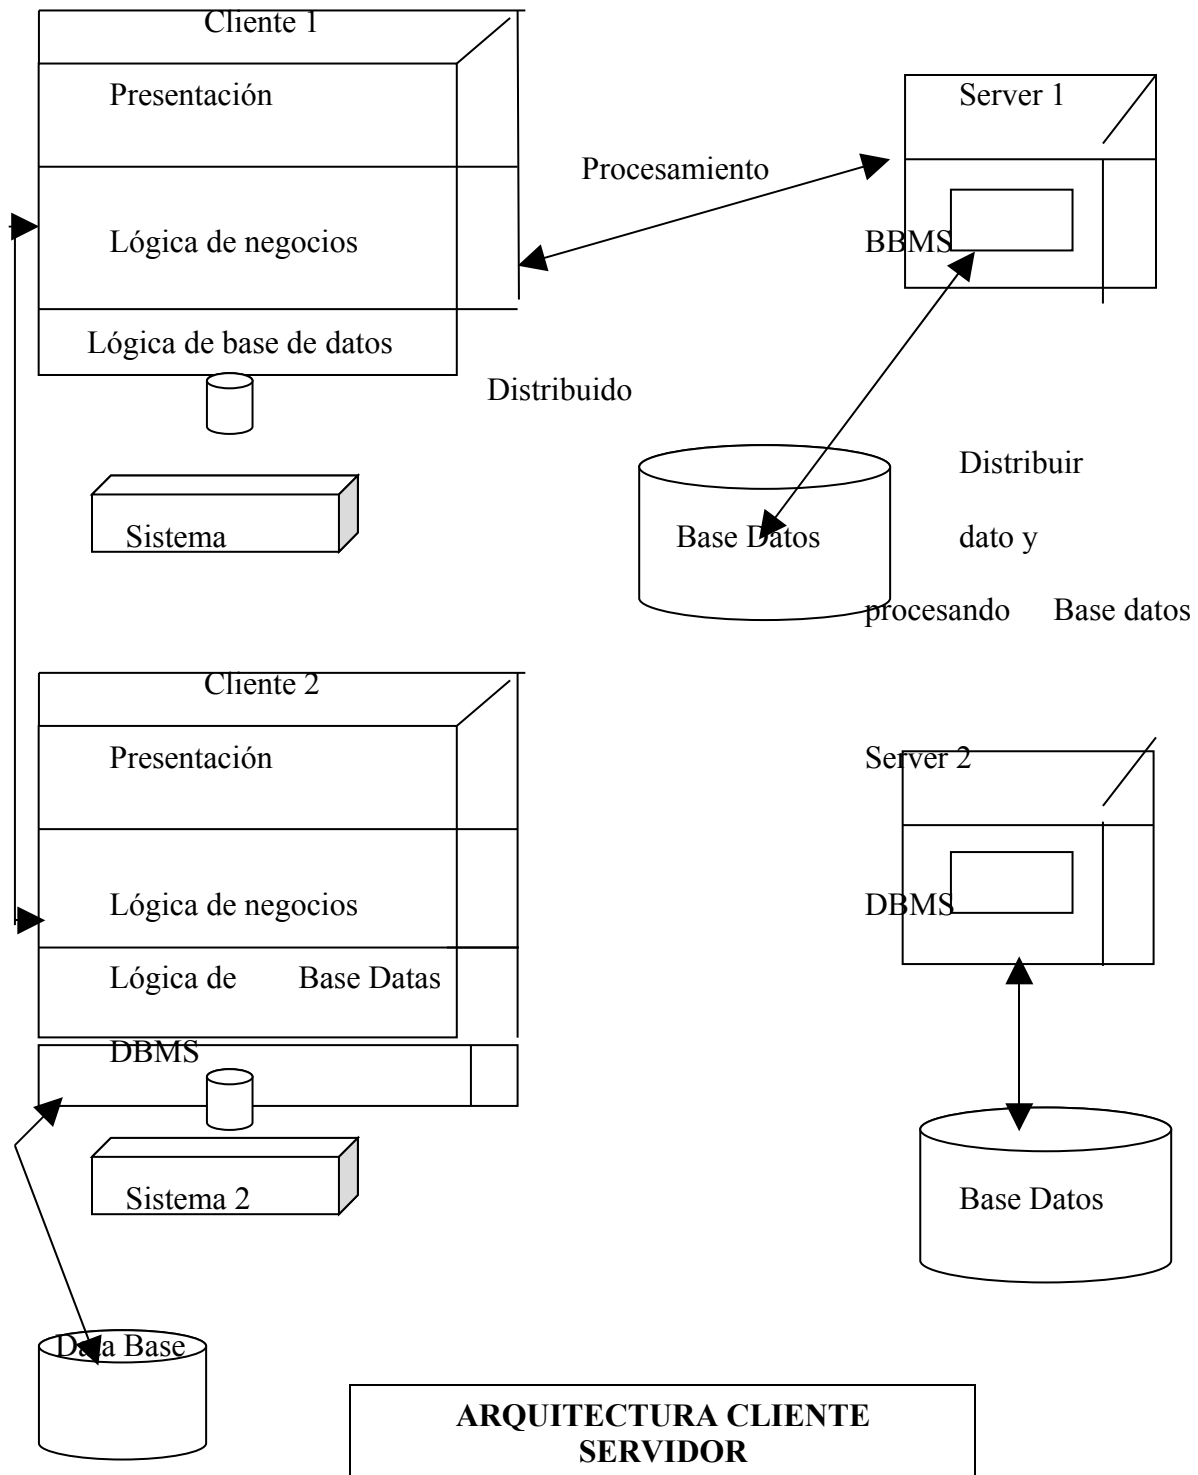 Cliente 1
Presentación
Server 1
Procesamiento
Lógica de negocios
BBMS
Lógica de base de datos
Distribuido
Distribuir
Sistema
Base Datos
dato y
procesando Base datos
Cliente 2
Presentación
Server 2
Lógica de negocios
DBMS
Lógica de Base Datas
DBMS
Sistema 2
Base Datos
Data Base
ARQUITECTURA CLIENTE
SERVIDOR